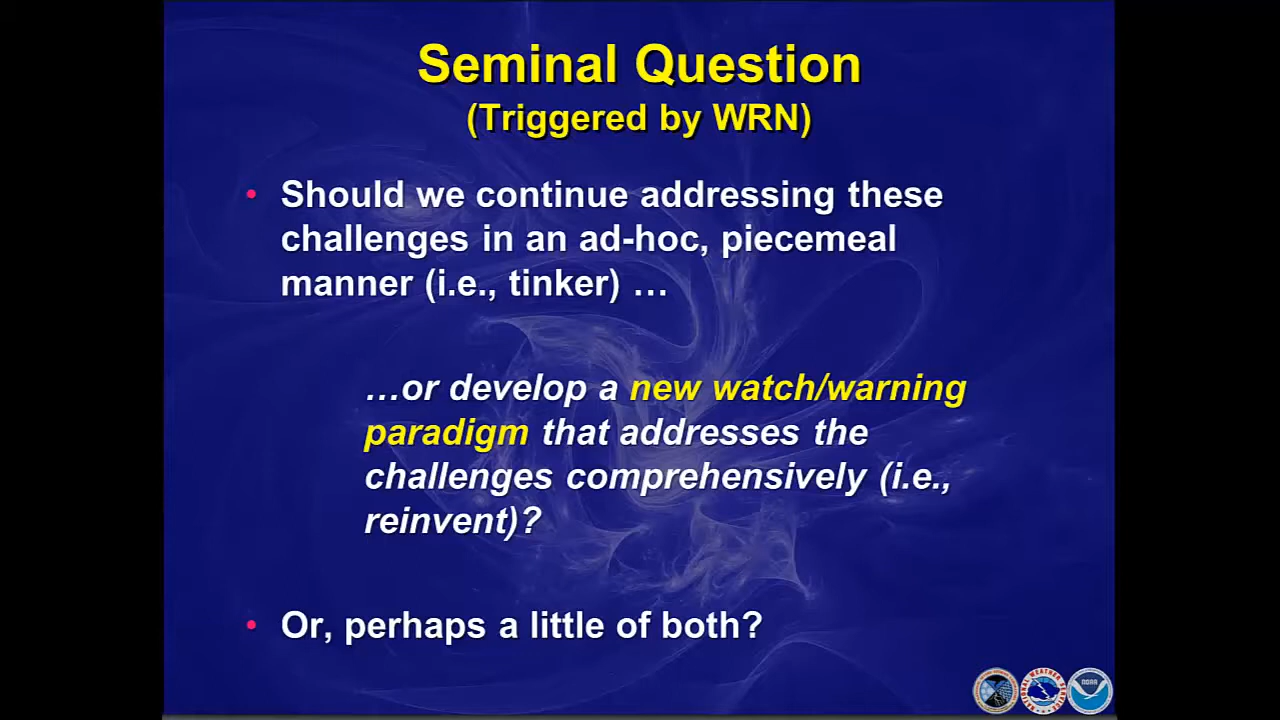 Seminal Question
(Triggered by WRN)
• Should we continue addressing these
challenges in an ad-hoc, piecemeal
manner (i.e., tinker) …
…or develop a new watch/warning
paradigm that addresses the
challenges comprehensively (i.e.,
reinvent)?
• Or, perhaps a little of both?
NOAA